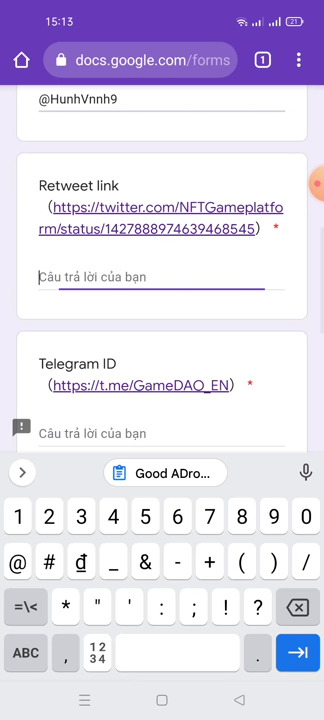 15:13
21
docs.google.com/forms
1
@HunhVnnh9
Retweet link
（https://twitter.com/NFTGameplatfo
rm/status/1427888974639468545） *
Câu trả lời của bạn
Telegram ID
（https://t.me/GameDAO_EN） *
Câu trả lời của bạn
Good ADro...
1 2 3 4 5 6 7 8 9 0
@ # ₫ _ & - + ( ) /
=\< * " ' : ; ! ?
ABC , 12 .
34